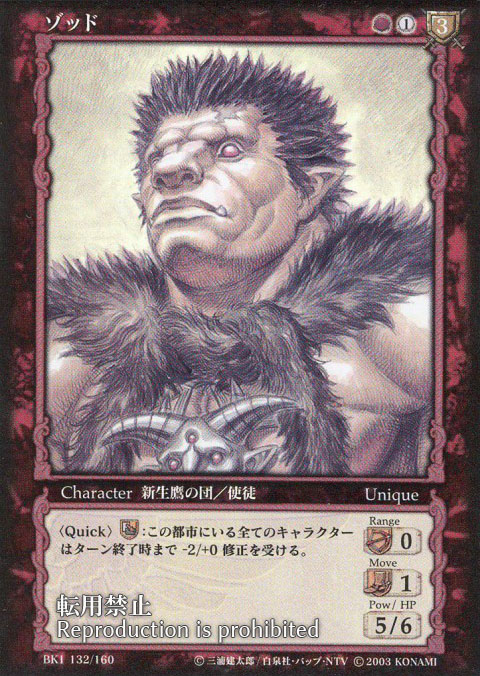 ゾッド
1
3
Character 新生鷹の団／使徒
Unique
〈Quick〉 :この都市にいる全てのキャラクター
はターン終了時まで -2/+0 修正を受ける。
Range
0
Move
1
Pow/ HP
5/6
転用禁止
Reproduction is prohibited
BK1 132/160
©三浦建太郎/白泉社・バップ・NTV ©2003 KONAMI